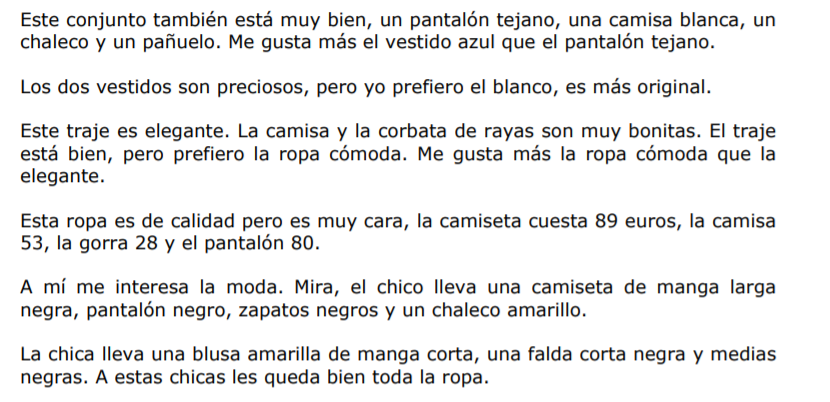 Este conjunto también está muy bien, un pantalón tejano, una camisa blanca, un
chaleco y un pañuelo. Me gusta más el vestido azul que el pantalón tejano.
Los dos vestidos son preciosos, pero yo prefiero el blanco, es más original.
Este traje es elegante. La camisa y la corbata de rayas son muy bonitas. El traje
está bien, pero prefiero la ropa cómoda. Me gusta más la ropa cómoda que la
elegante.
Esta ropa es de calidad pero es muy cara, la camiseta cuesta 89 euros, la camisa
53, la gorra 28 y el pantalón 80.
A mí me interesa la moda. Mira, el chico lleva una camiseta de manga larga
negra, pantalón negro, zapatos negros y un chaleco amarillo.
La chica lleva una blusa amarilla de manga corta, una falda corta negra y medias
negras. A estas chicas les queda bien toda la ropa.